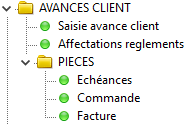 AVANCES CLIENT
Saisie avance client
Affectations reglements
PIECES
Echéances
Commande
Facture